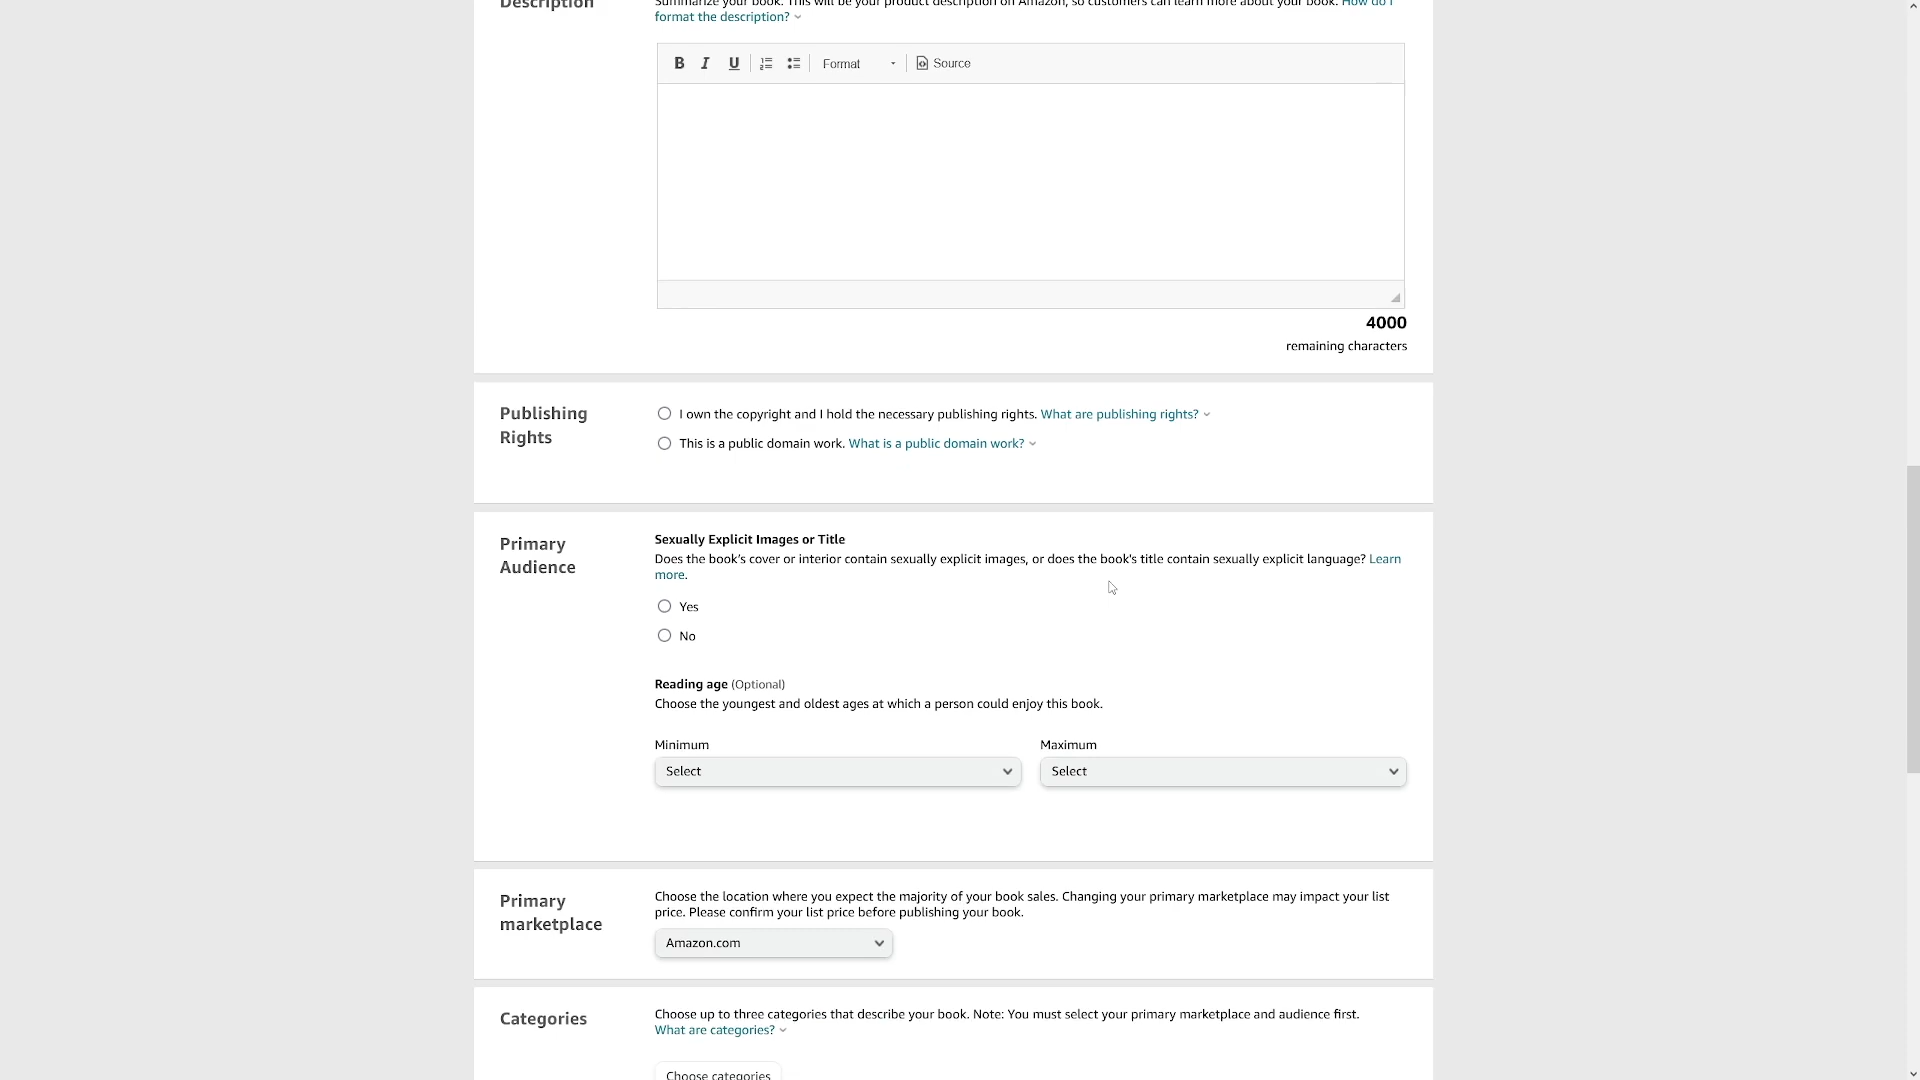 Description
Summarize your book. This will be your product description on Amazon, so customers can learn more about your book. How do I
format the description?
B I U Format Source
4000
remaining characters
Publishing
Rights
I own the copyright and I hold the necessary publishing rights. What are publishing rights?
This is a public domain work. What is a public domain work?
Primary
Audience
Sexually Explicit Images or Title
Does the book’s cover or interior contain sexually explicit images, or does the book's title contain sexually explicit language? Learn
more.
Yes
No
Reading age (Optional)
Choose the youngest and oldest ages at which a person could enjoy this book.
Minimum Maximum
Select Select
Primary
marketplace
Choose the location where you expect the majority of your book sales. Changing your primary marketplace may impact your list
price. Please confirm your list price before publishing your book.
Amazon.com
Categories
Choose up to three categories that describe your book. Note: You must select your primary marketplace and audience first.
What are categories?
Choose categories